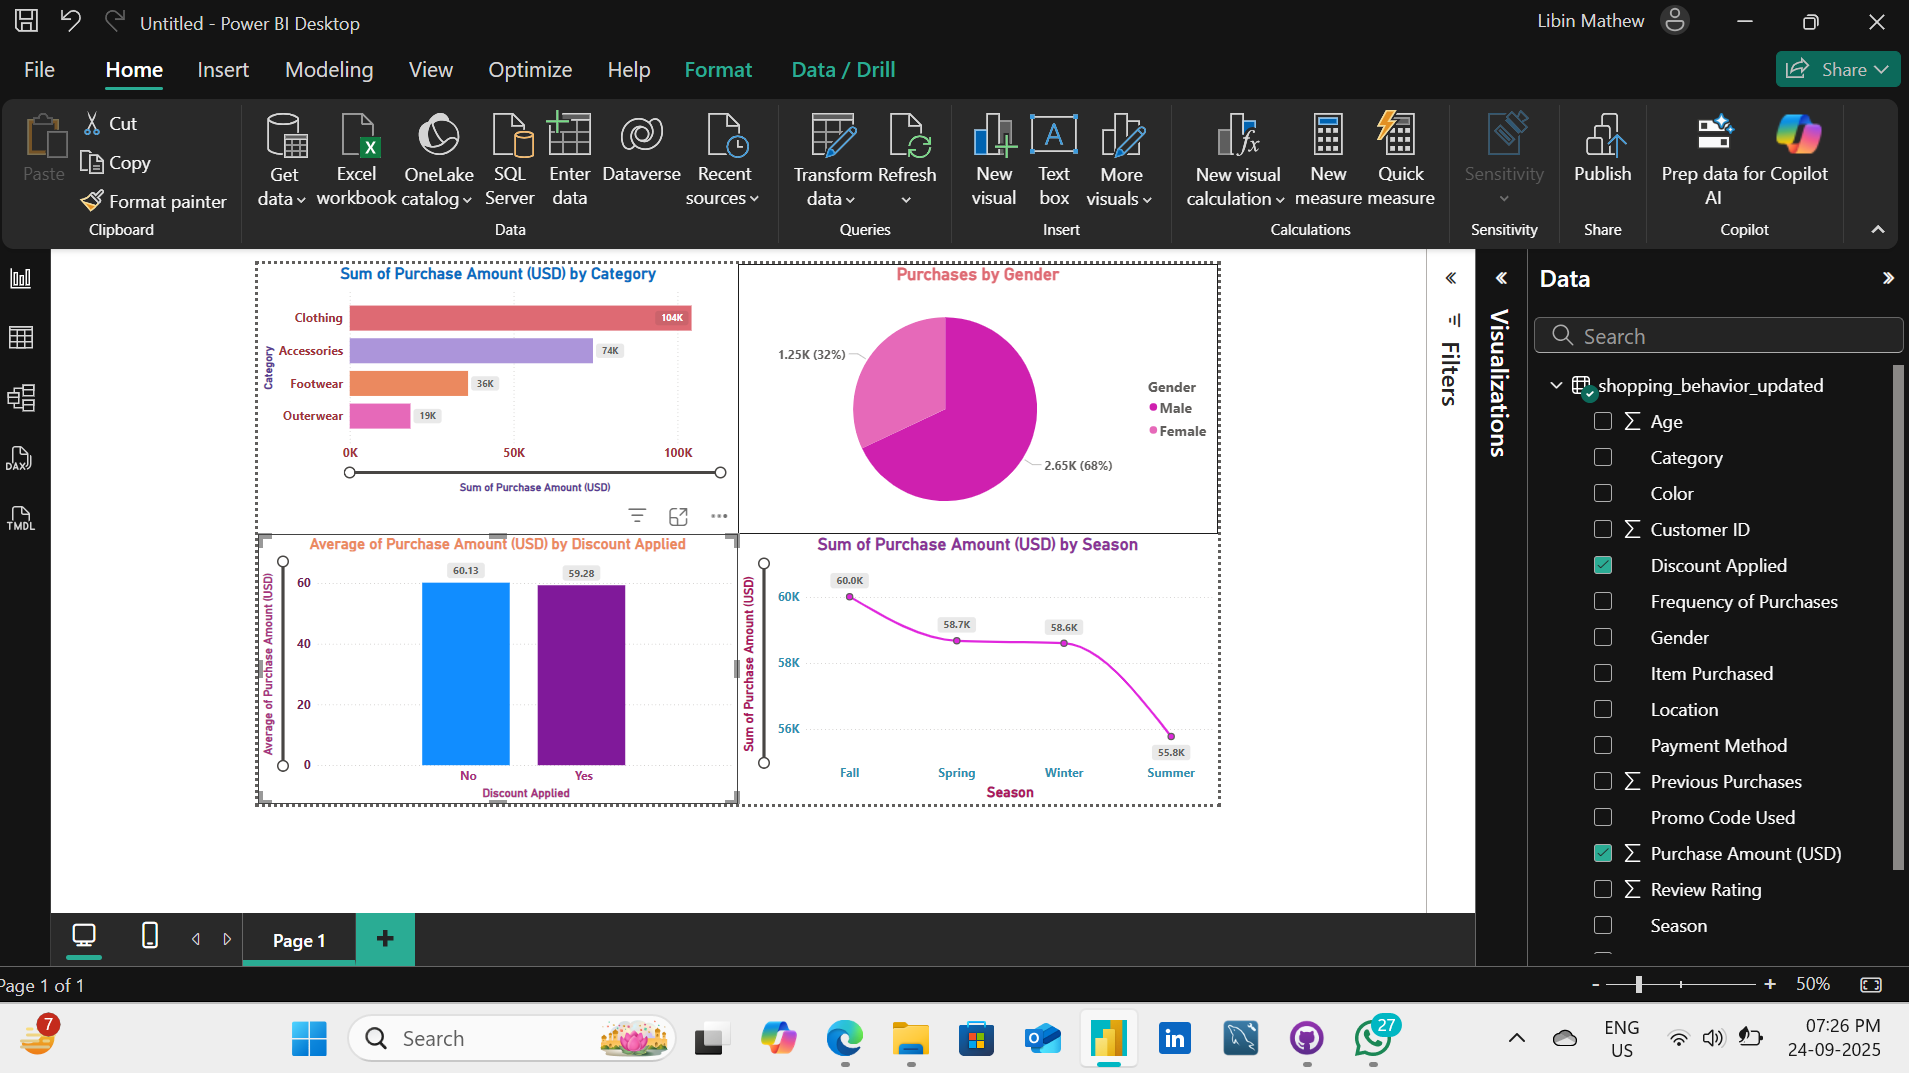 Untitled - Power BI Desktop
Libin Mathew
File Home Insert Modeling View Optimize Help Format Data / Drill
Share
Paste
Cut
Copy
Format painter
Clipboard
Get data
Excel workbook
OneLake catalog
SQL Server
Enter data
Dataverse
Recent sources
Data
Transform data
Refresh
Queries
New visual
Text box
More visuals
Insert
New visual calculation
New measure
Quick measure
Calculations
Sensitivity
Sensitivity
Publish
Share
Prep data for AI
Copilot
Copilot
DAX
TMDL
Sum of Purchase Amount (USD) by Category
Category
Clothing 104K
Accessories 74K
Footwear 36K
Outerwear 19K
0K 50K 100K
Sum of Purchase Amount (USD)
Purchases by Gender
1.25K (32%)
2.65K (68%)
Gender
Male
Female
Average of Purchase Amount (USD) by Discount Applied
Average of Purchase Amount (USD)
60
40
20
0
60.13 59.28
No Yes
Discount Applied
Sum of Purchase Amount (USD) by Season
Sum of Purchase Amount (USD)
60K
58K
56K
60.0K
58.7K
58.6K
55.8K
Fall Spring Winter Summer
Season
Filters
Visualizations
Data
Search
shopping_behavior_updated
Age
Category
Color
Customer ID
Discount Applied
Frequency of Purchases
Gender
Item Purchased
Location
Payment Method
Previous Purchases
Promo Code Used
Purchase Amount (USD)
Review Rating
Season
Page 1
Page 1 of 1
- + 50%
7
Search
27
ENG
US
07:26 PM
24-09-2025